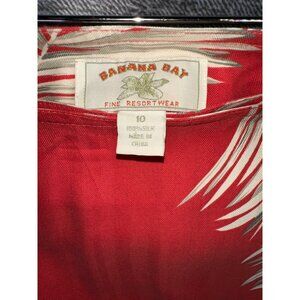 BANANA BAY
FINE RESORTWEAR
10
100% SILK
MADE IN
CHINA